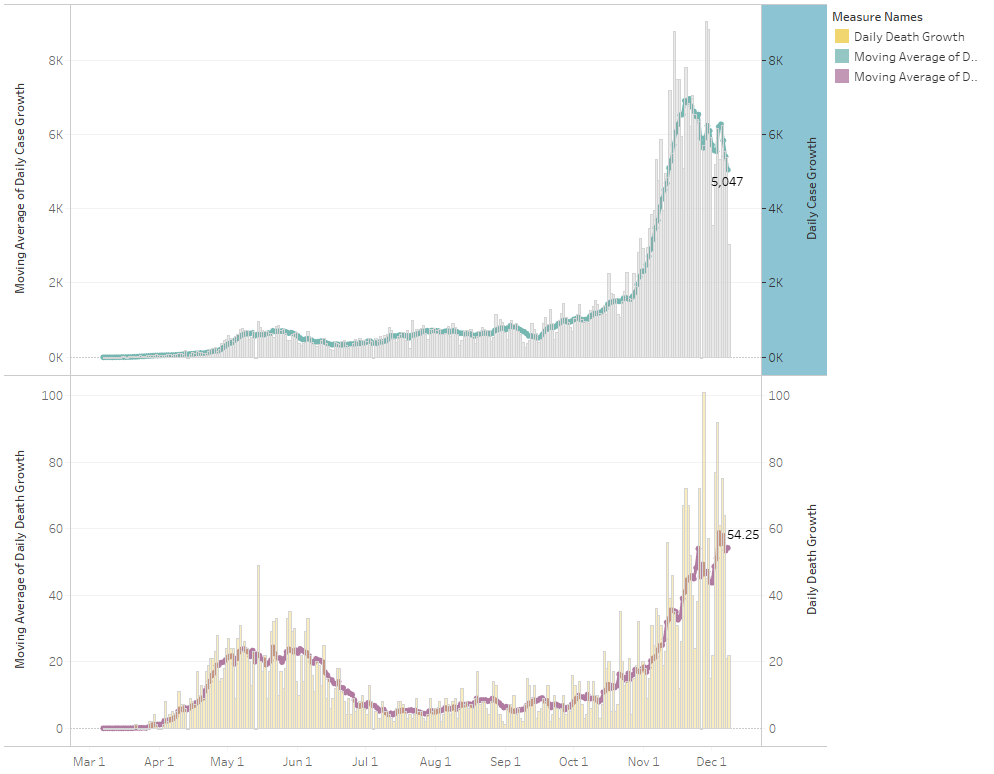 Measure Names
Daily Death Growth
Moving Average of D..
Moving Average of D..
Moving Average of Daily Case Growth
8K
6K
4K
2K
0K
5,047
8K
6K
4K
2K
0K
Daily Case Growth
Moving Average of Daily Death Growth
100
80
60
40
20
0
54.25
100
80
60
40
20
0
Daily Death Growth
Mar 1 Apr 1 May 1 Jun 1 Jul 1 Aug 1 Sep 1 Oct 1 Nov 1 Dec 1